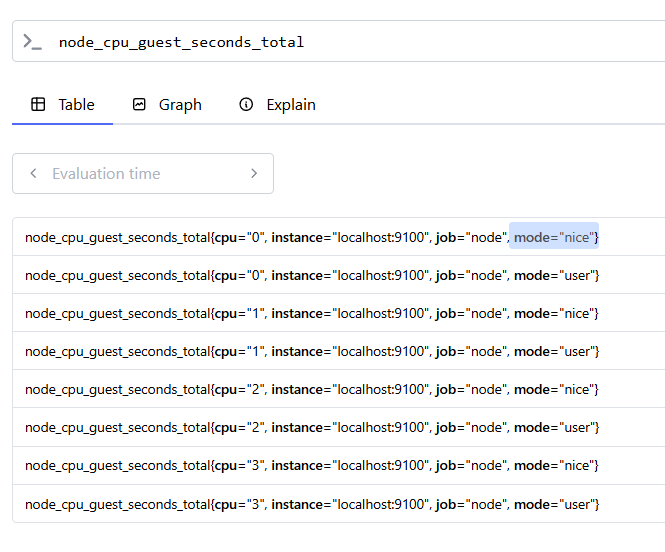 node_cpu_guest_seconds_total
Table Graph Explain
Evaluation time
node_cpu_guest_seconds_total{cpu="0", instance="localhost:9100", job="node", mode="nice"}
node_cpu_guest_seconds_total{cpu="0", instance="localhost:9100", job="node", mode="user"}
node_cpu_guest_seconds_total{cpu="1", instance="localhost:9100", job="node", mode="nice"}
node_cpu_guest_seconds_total{cpu="1", instance="localhost:9100", job="node", mode="user"}
node_cpu_guest_seconds_total{cpu="2", instance="localhost:9100", job="node", mode="nice"}
node_cpu_guest_seconds_total{cpu="2", instance="localhost:9100", job="node", mode="user"}
node_cpu_guest_seconds_total{cpu="3", instance="localhost:9100", job="node", mode="nice"}
node_cpu_guest_seconds_total{cpu="3", instance="localhost:9100", job="node", mode="user"}